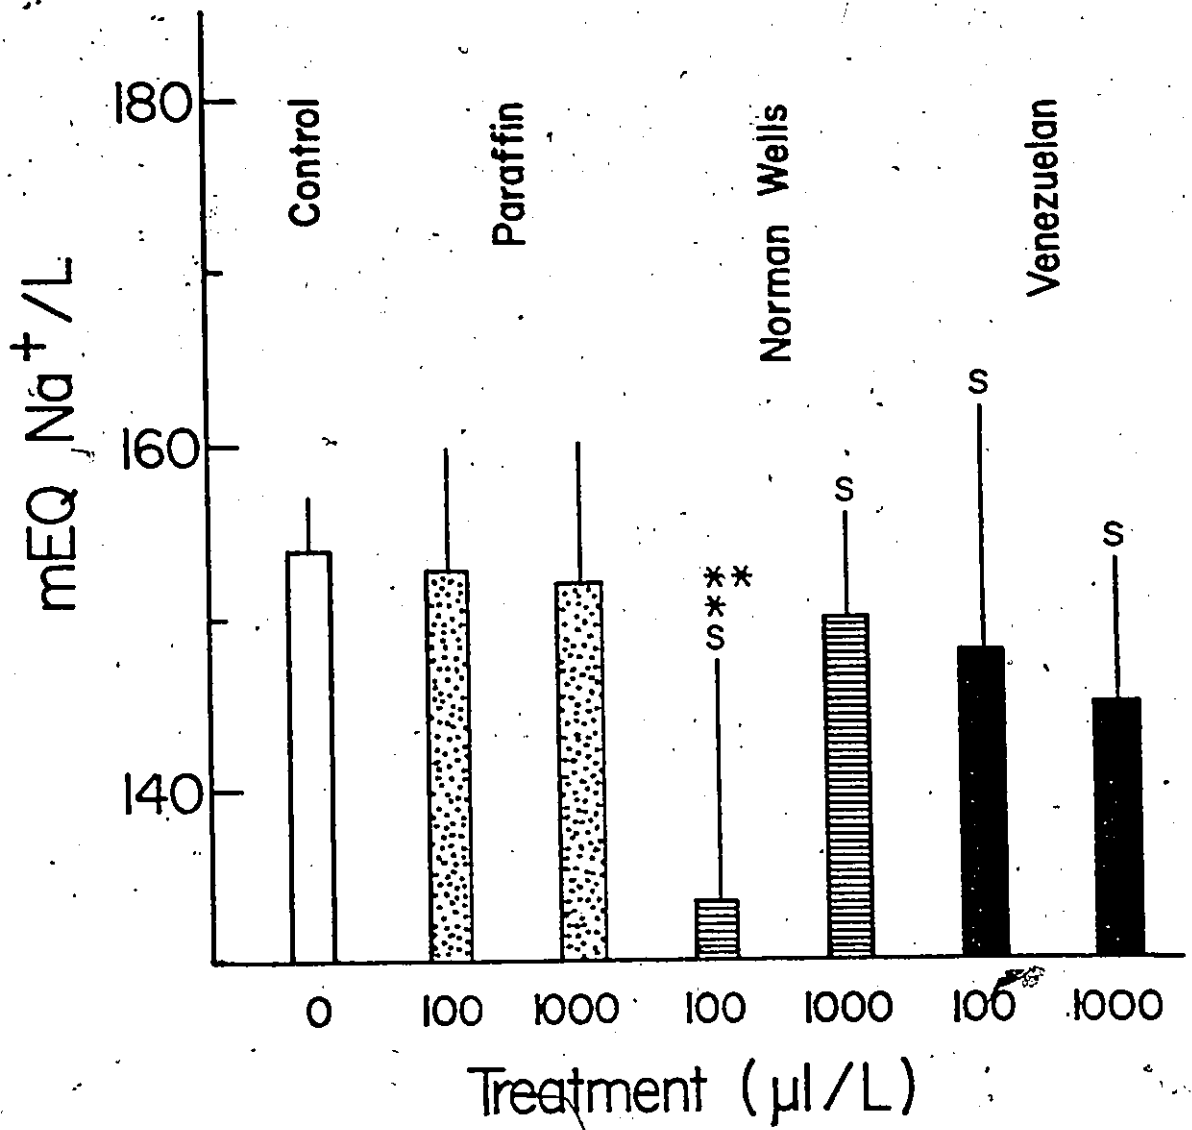 180
160
140
mEQ Na⁺/L
Control
Paraffin
Norman Wells
Venezuelan
**
*
S
S
S
S
0 100 1000 100 1000 100 1000
Treatment (µl/L)